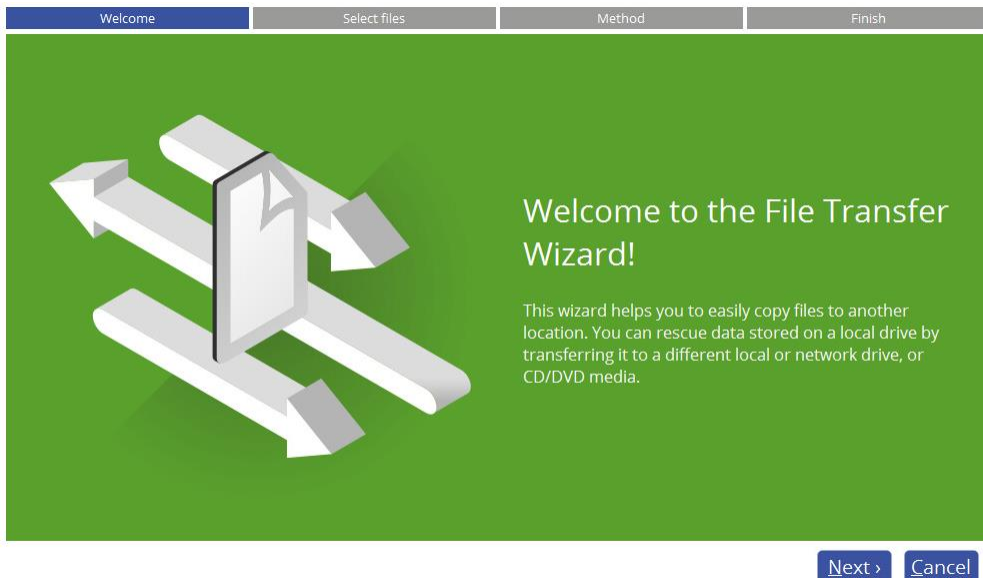 Welcome
Select files
Method
Finish
Welcome to the File Transfer
Wizard!
This wizard helps you to easily copy files to another
location. You can rescue data stored on a local drive by
transferring it to a different local or network drive, or
CD/DVD media.
Next ›
Cancel